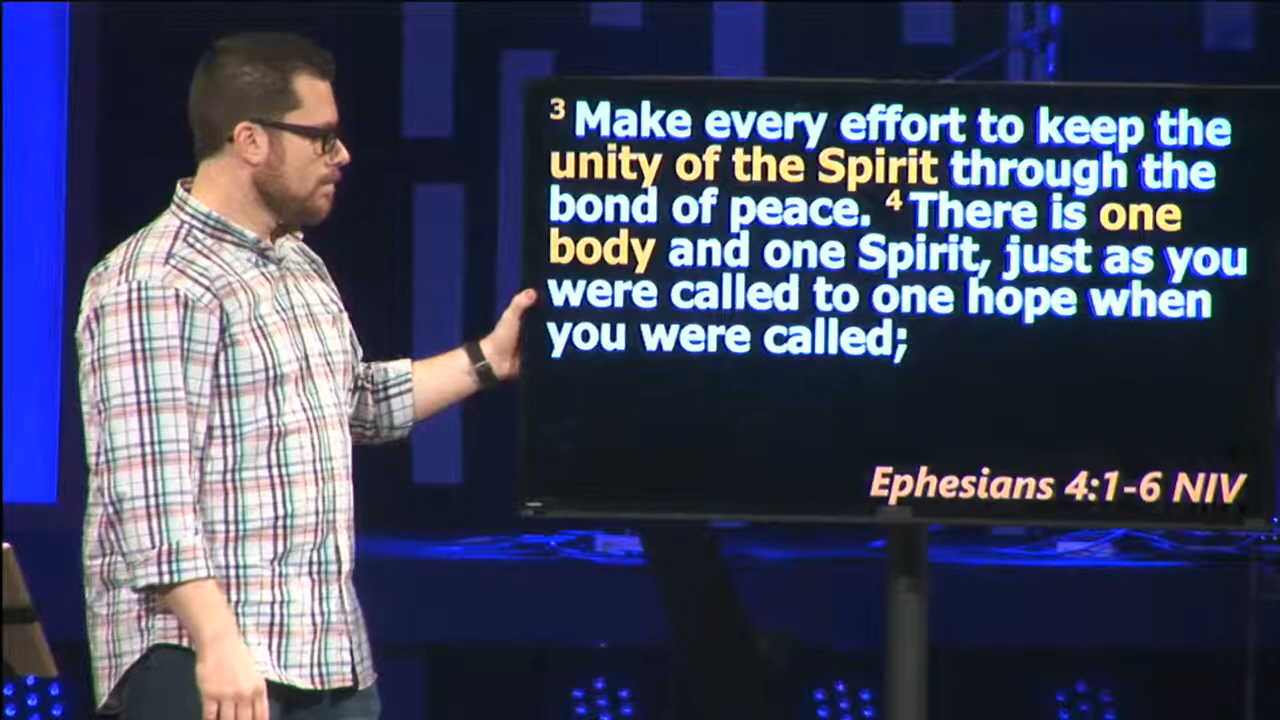 3 Make every effort to keep the
unity of the Spirit through the
bond of peace. 4 There is one
body and one Spirit, just as you
were called to one hope when
you were called;
Ephesians 4:1-6 NIV